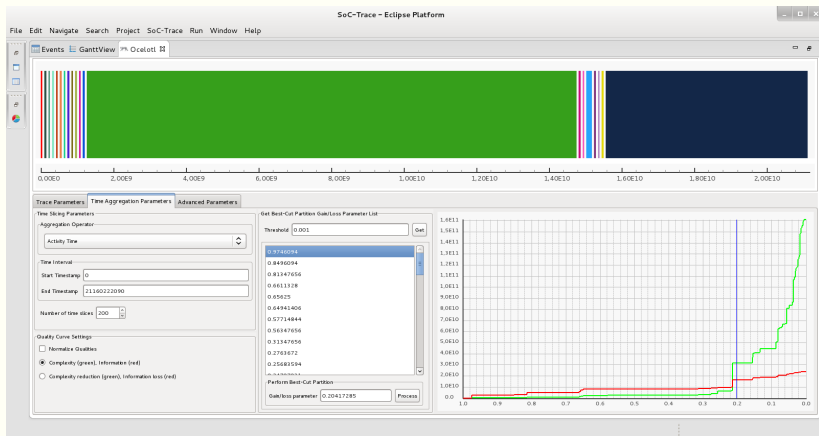 SoC-Trace - Eclipse Platform
File Edit Navigate Search Project SoC-Trace Run Window Help
Events GanttView Ocelotl
0,00E0 2,00E9 4,00E9 6,00E9 8,00E9 1,00E10 1,20E10 1,40E10 1,60E10 1,80E10 2,00E10
Trace Parameters Time Aggregation Parameters Advanced Parameters
Time Slicing Parameters
Aggregation Operator
Activity Time
Time Interval
Start Timestamp 0
End Timestamp 21160222090
Number of time slices 200
Quality Curve Settings
Normalize Qualities
Complexity (green), Information (red)
Complexity reduction (green), Information loss (red)
Get Best-Cut Partition Gain/Loss Parameter List
Threshold 0.001 Get
0.9746094
0.8496094
0.81347656
0.6611328
0.65625
0.64941406
0.57714844
0.56347656
0.31347656
0.2763672
0.25683594
Perform Best-Cut Partition
Gain/loss parameter 0.20417285 Process
1,6E11
1,5E11
1,4E11
1,3E11
1,2E11
1,1E11
1,0E11
9,0E10
8,0E10
7,0E10
6,0E10
5,0E10
4,0E10
3,0E10
2,0E10
1,0E10
0,0
1.0 0.9 0.8 0.7 0.6 0.5 0.4 0.3 0.2 0.1 0.0